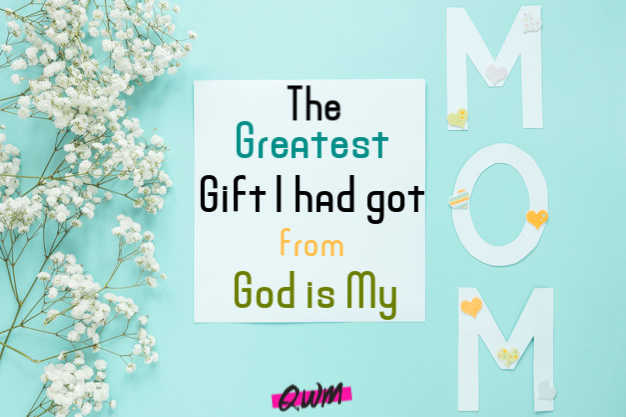 The
Greatest
Gift I had got
From
God is My
MOM
QWM